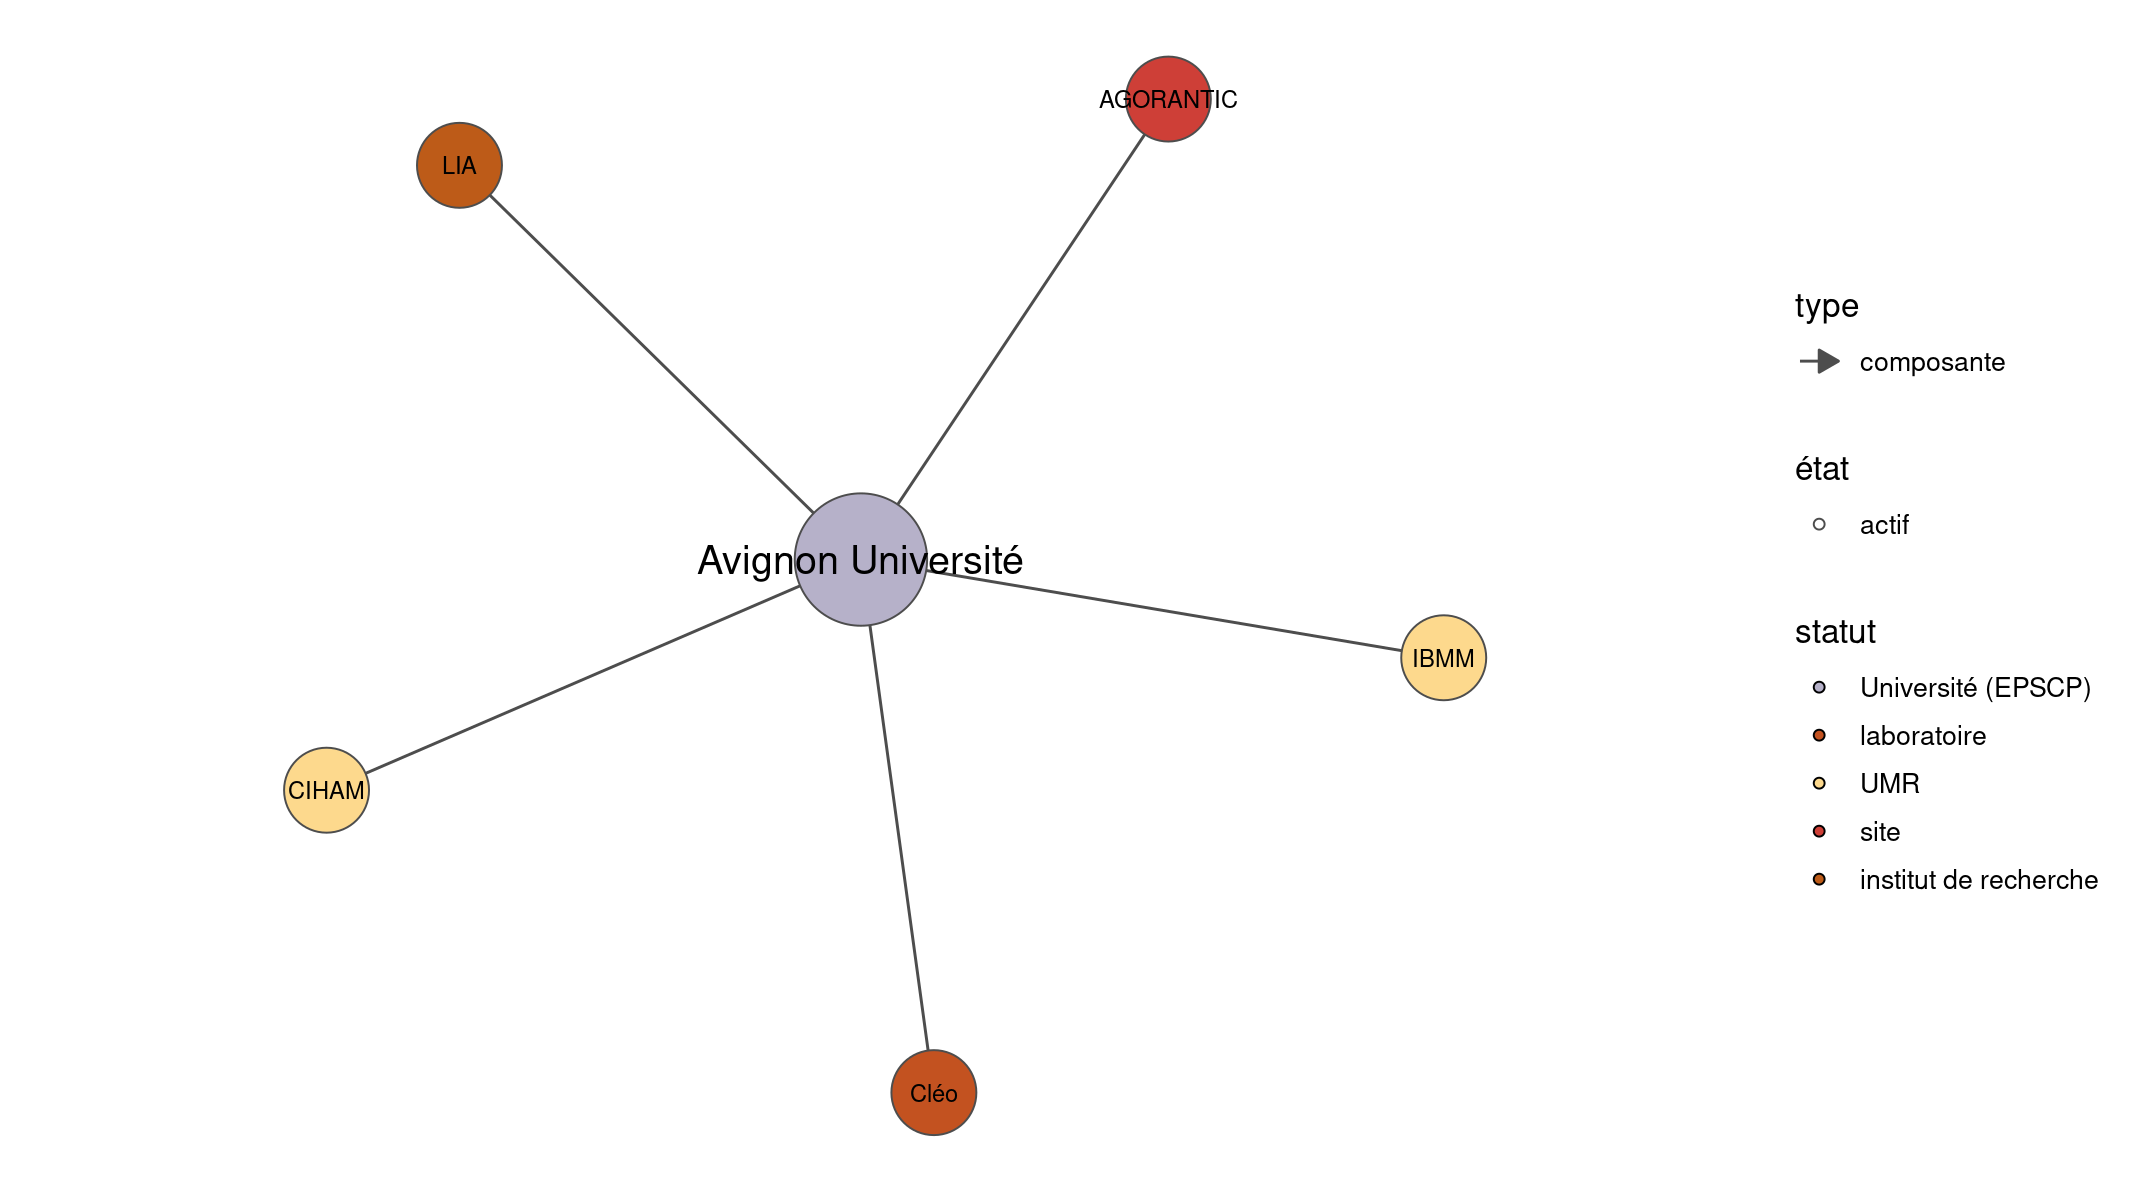 AGORANTIC
LIA
Avignon Université
IBMM
CIHAM
Cléo
type
composante
état
actif
statut
Université (EPSCP)
laboratoire
UMR
site
institut de recherche